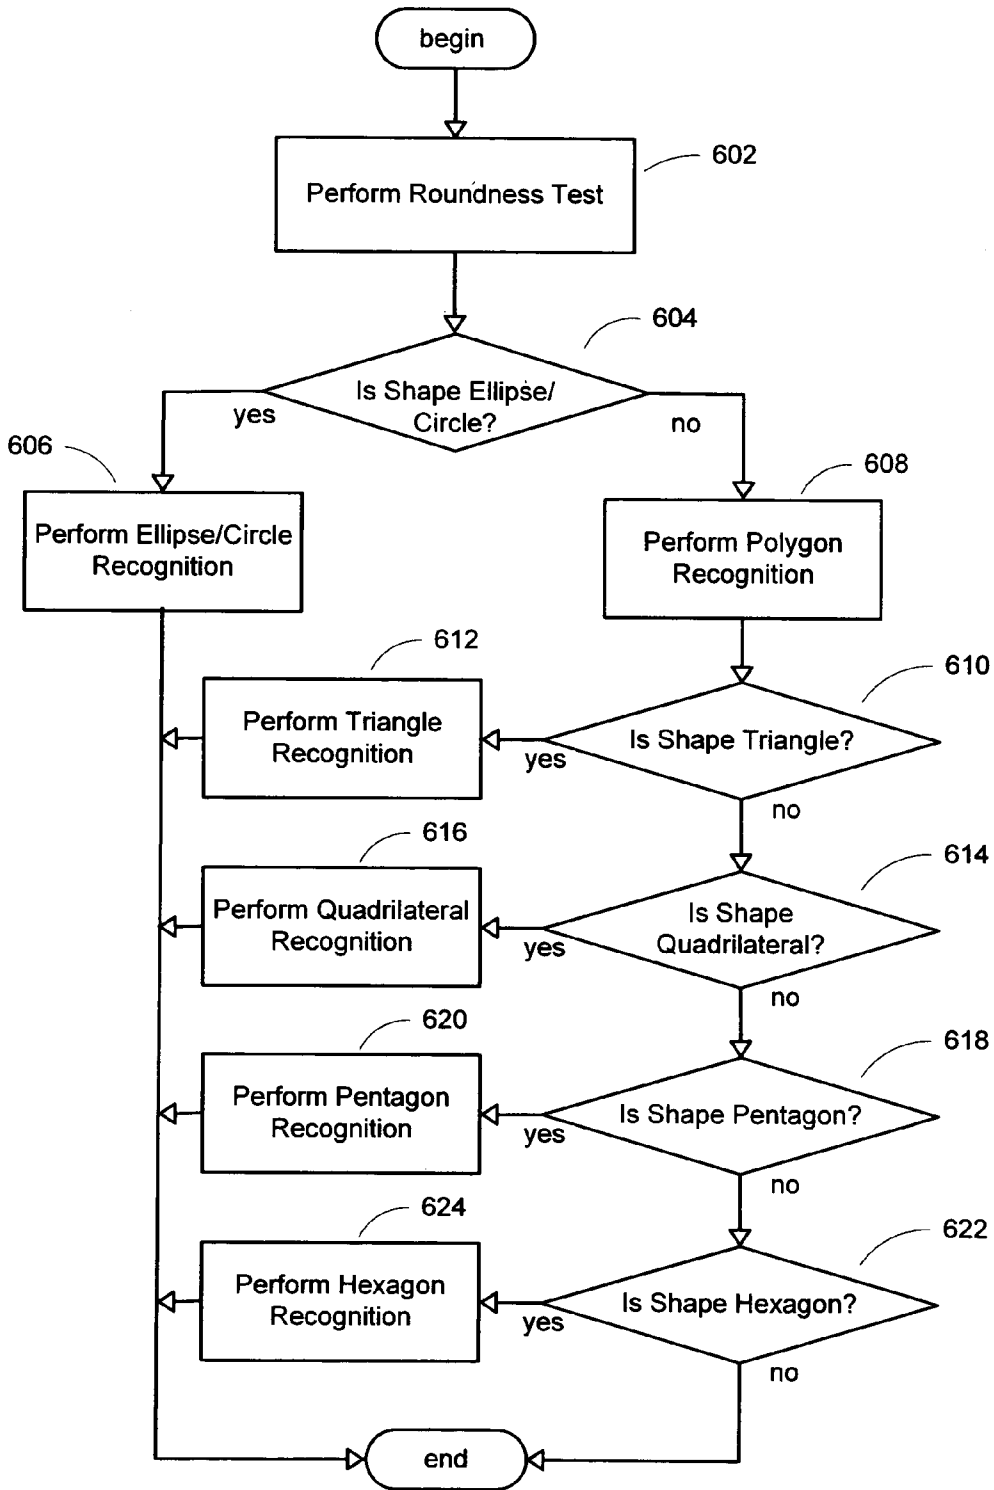 begin
602
Perform Roundness Test
604
Is Shape Ellipse/
Circle?
yes
no
606
608
Perform Ellipse/Circle
Recognition
Perform Polygon
Recognition
612
610
Perform Triangle
Recognition
Is Shape Triangle?
yes
no
616
614
Perform Quadrilateral
Recognition
Is Shape
Quadrilateral?
yes
no
620
618
Perform Pentagon
Recognition
Is Shape Pentagon?
yes
no
624
622
Perform Hexagon
Recognition
Is Shape Hexagon?
yes
no
end